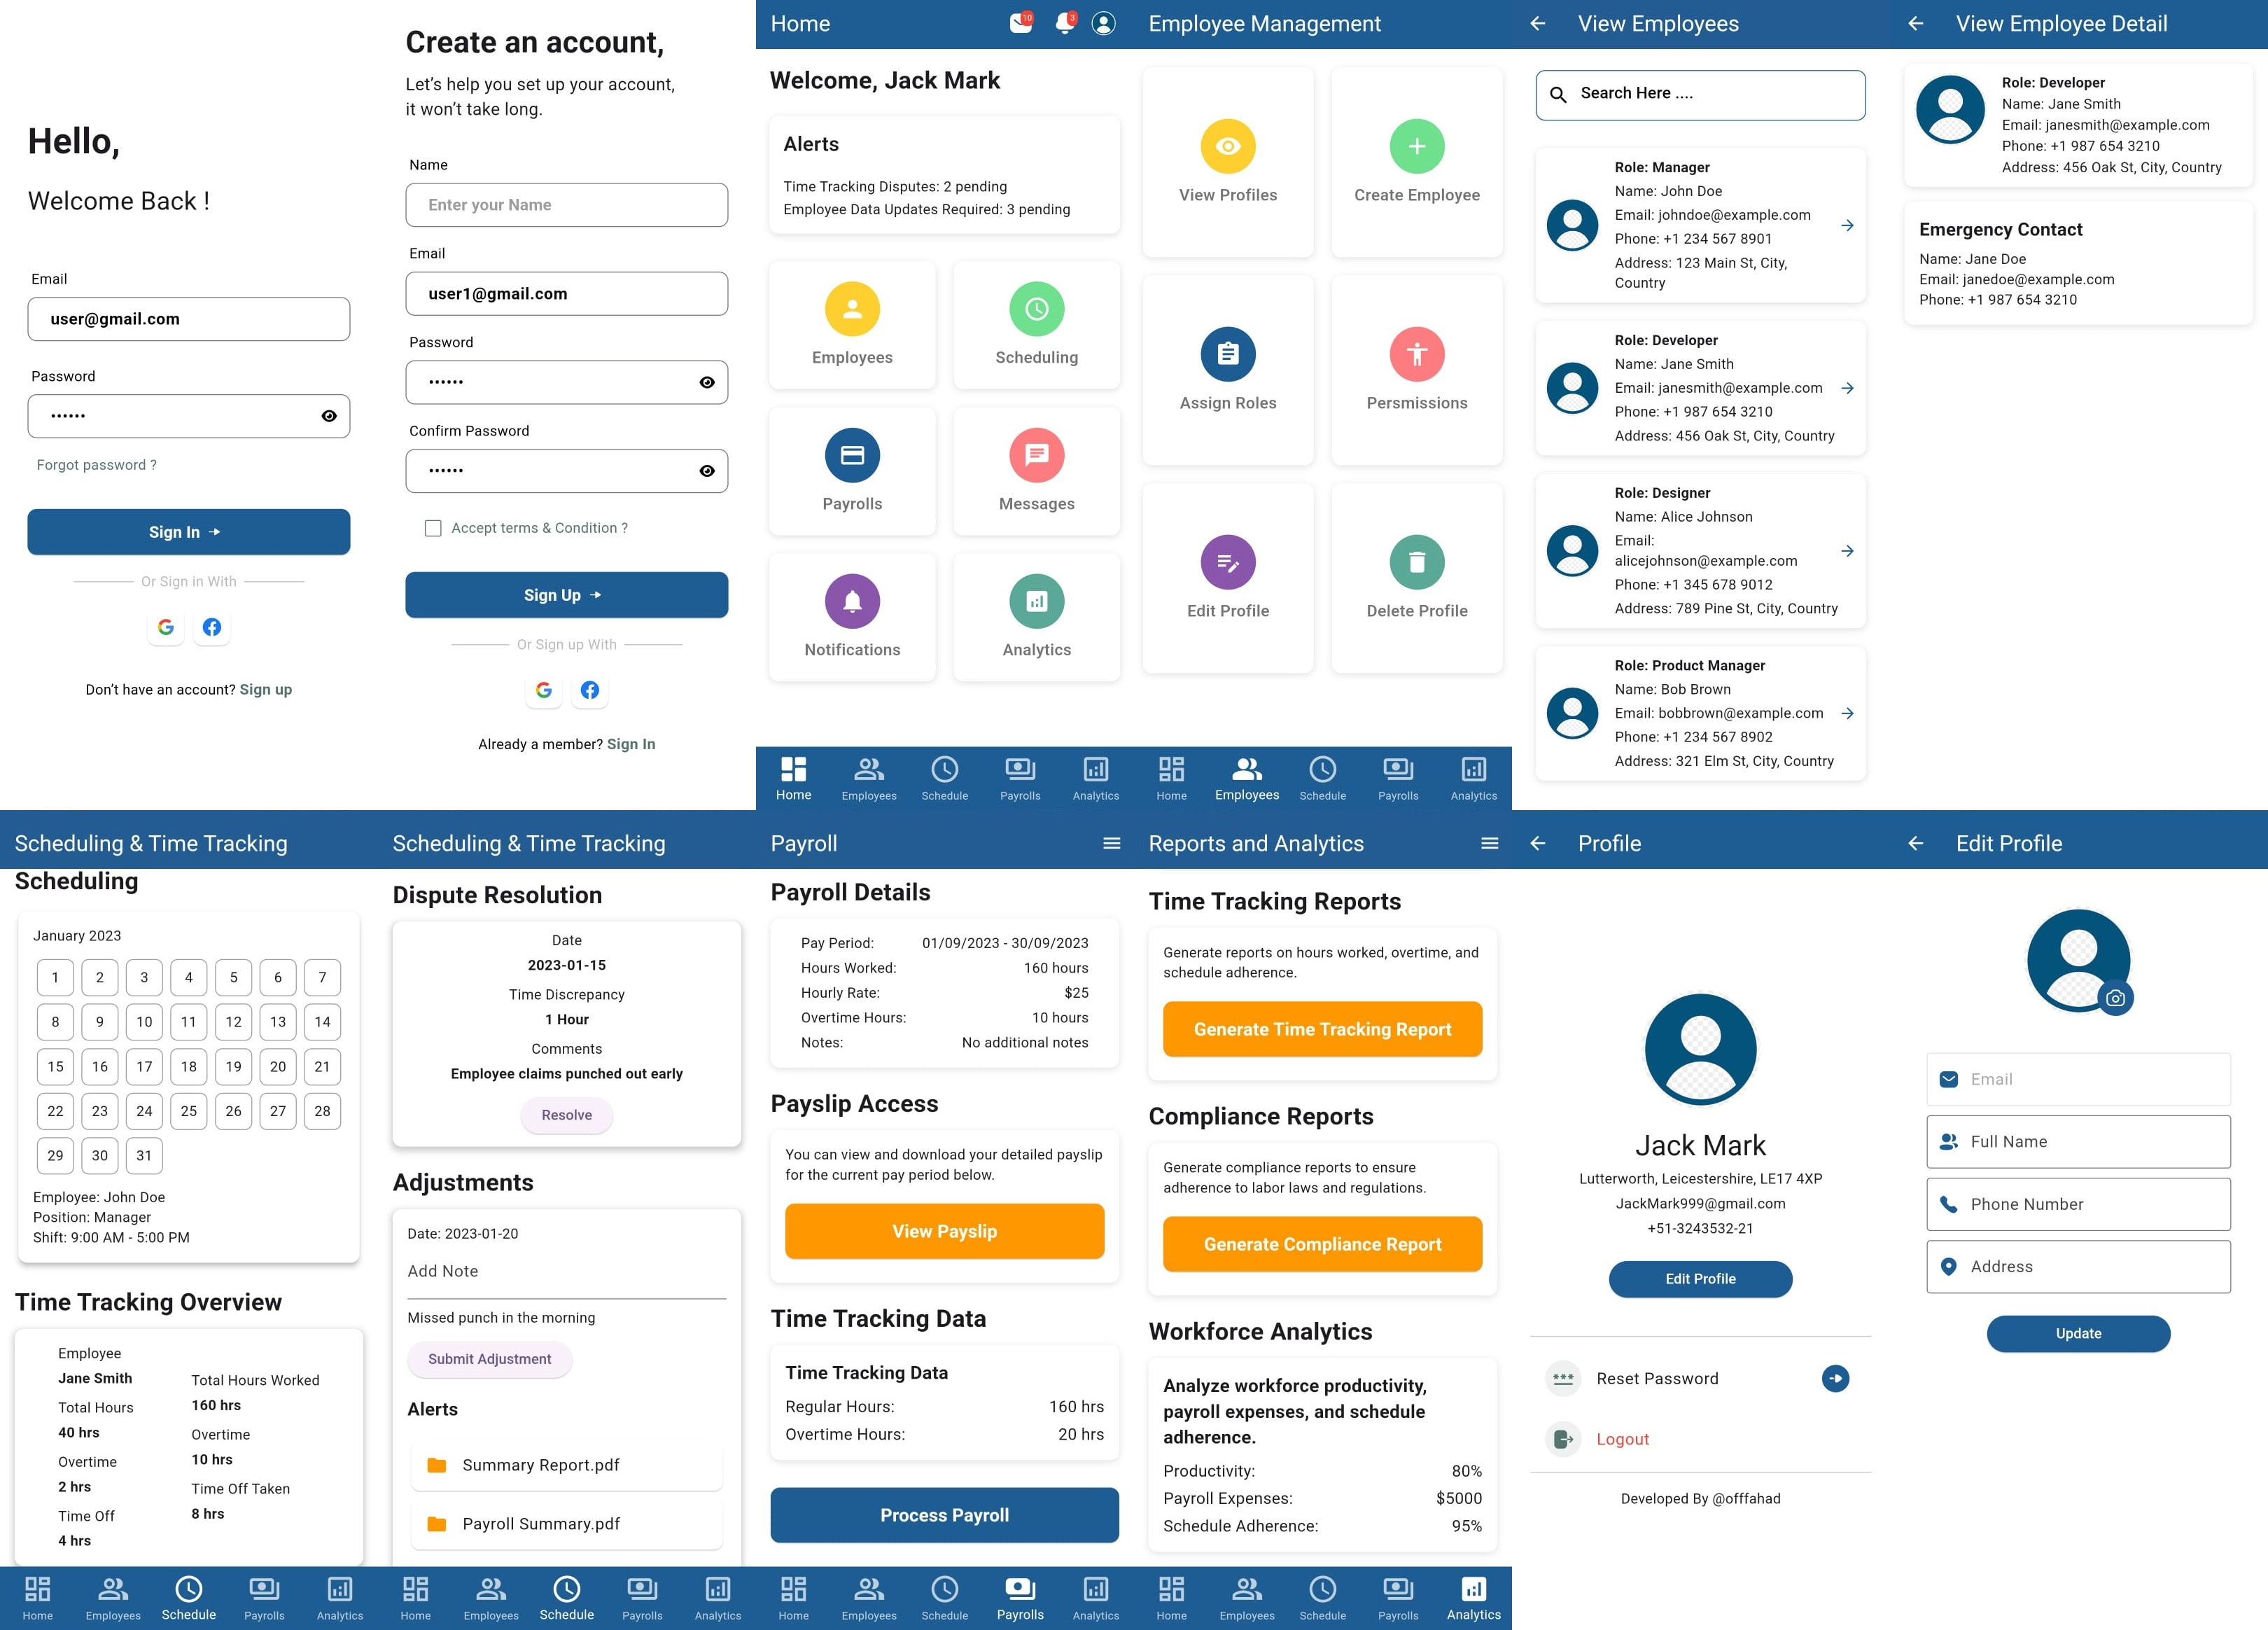 Hello,
Welcome Back !
Email
user@gmail.com
Password
••••••
Forgot password ?
Sign In
Or Sign in With
Don’t have an account? Sign up
Create an account,
Let’s help you set up your account,
it won’t take long.
Name
Enter your Name
Email
user1@gmail.com
Password
••••••
Confirm Password
••••••
Accept terms & Condition ?
Sign Up
Or Sign up With
Already a member? Sign In
Home
10
3
Welcome, Jack Mark
Alerts
Time Tracking Disputes: 2 pending
Employee Data Updates Required: 3 pending
Employees
Scheduling
Payrolls
Messages
Notifications
Analytics
Home
Employees
Schedule
Payrolls
Analytics
Employee Management
View Profiles
Create Employee
Assign Roles
Persmissions
Edit Profile
Delete Profile
Home
Employees
Schedule
Payrolls
Analytics
View Employees
Search Here ....
Role: Manager
Name: John Doe
Email: johndoe@example.com
Phone: +1 234 567 8901
Address: 123 Main St, City,
Country
Role: Developer
Name: Jane Smith
Email: janesmith@example.com
Phone: +1 987 654 3210
Address: 456 Oak St, City, Country
Role: Designer
Name: Alice Johnson
Email:
alicejohnson@example.com
Phone: +1 345 678 9012
Address: 789 Pine St, City, Country
Role: Product Manager
Name: Bob Brown
Email: bobbrown@example.com
Phone: +1 234 567 8902
Address: 321 Elm St, City, Country
View Employee Detail
Role: Developer
Name: Jane Smith
Email: janesmith@example.com
Phone: +1 987 654 3210
Address: 456 Oak St, City, Country
Emergency Contact
Name: Jane Doe
Email: janedoe@example.com
Phone: +1 987 654 3210
Scheduling & Time Tracking
Scheduling
January 2023
1 2 3 4 5 6 7
8 9 10 11 12 13 14
15 16 17 18 19 20 21
22 23 24 25 26 27 28
29 30 31
Employee: John Doe
Position: Manager
Shift: 9:00 AM - 5:00 PM
Time Tracking Overview
Employee
Jane Smith
Total Hours
40 hrs
Overtime
2 hrs
Time Off
4 hrs
Total Hours Worked
160 hrs
Overtime
10 hrs
Time Off Taken
8 hrs
Home
Employees
Schedule
Payrolls
Analytics
Scheduling & Time Tracking
Dispute Resolution
Date
2023-01-15
Time Discrepancy
1 Hour
Comments
Employee claims punched out early
Resolve
Adjustments
Date: 2023-01-20
Add Note
Missed punch in the morning
Submit Adjustment
Alerts
Summary Report.pdf
Payroll Summary.pdf
Home
Employees
Schedule
Payrolls
Analytics
Payroll
Payroll Details
Pay Period: 01/09/2023 - 30/09/2023
Hours Worked: 160 hours
Hourly Rate: $25
Overtime Hours: 10 hours
Notes: No additional notes
Payslip Access
You can view and download your detailed payslip
for the current pay period below.
View Payslip
Time Tracking Data
Time Tracking Data
Regular Hours: 160 hrs
Overtime Hours: 20 hrs
Process Payroll
Home
Employees
Schedule
Payrolls
Analytics
Reports and Analytics
Time Tracking Reports
Generate reports on hours worked, overtime, and
schedule adherence.
Generate Time Tracking Report
Compliance Reports
Generate compliance reports to ensure
adherence to labor laws and regulations.
Generate Compliance Report
Workforce Analytics
Analyze workforce productivity,
payroll expenses, and schedule
adherence.
Productivity: 80%
Payroll Expenses: $5000
Schedule Adherence: 95%
Home
Employees
Schedule
Payrolls
Analytics
Profile
Jack Mark
Lutterworth, Leicestershire, LE17 4XP
JackMark999@gmail.com
+51-3243532-21
Edit Profile
Reset Password
Logout
Developed By @offfahad
Edit Profile
Email
Full Name
Phone Number
Address
Update